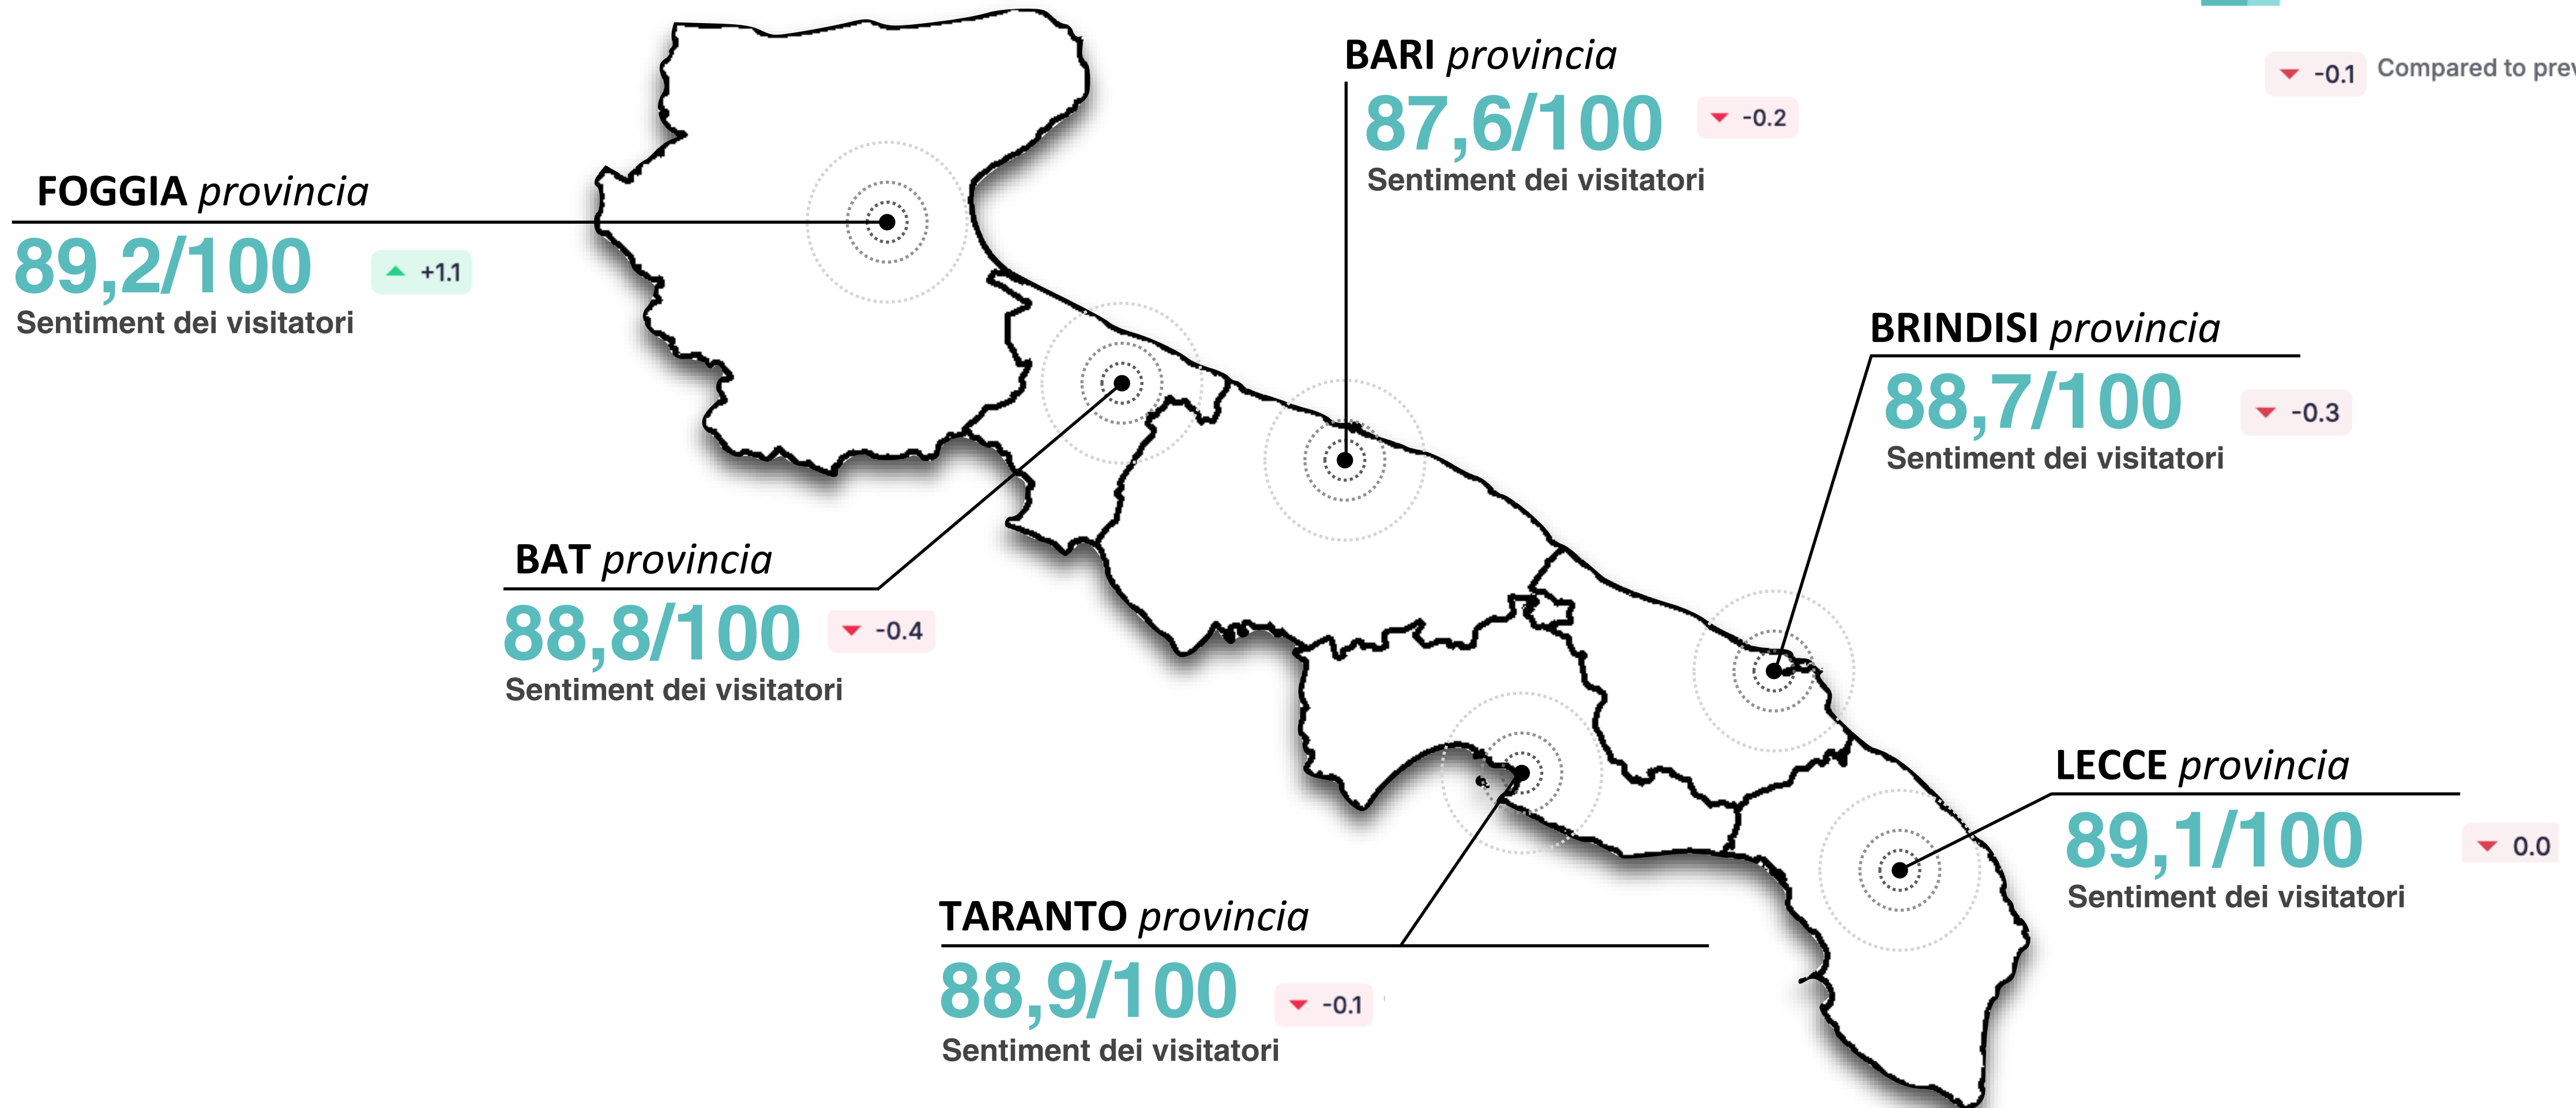 BARI provincia
87,6/100
-0.2
Sentiment dei visitatori
-0.1
Compared to
FOGGIA provincia
89,2/100
+1.1
Sentiment dei visitatori
BRINDISI provincia
88,7/100
-0.3
Sentiment dei visitatori
BAT provincia
88,8/100
-0.4
Sentiment dei visitatori
LECCE provincia
89,1/100
0.0
Sentiment dei visitatori
TARANTO provincia
88,9/100
-0.1
Sentiment dei visitatori